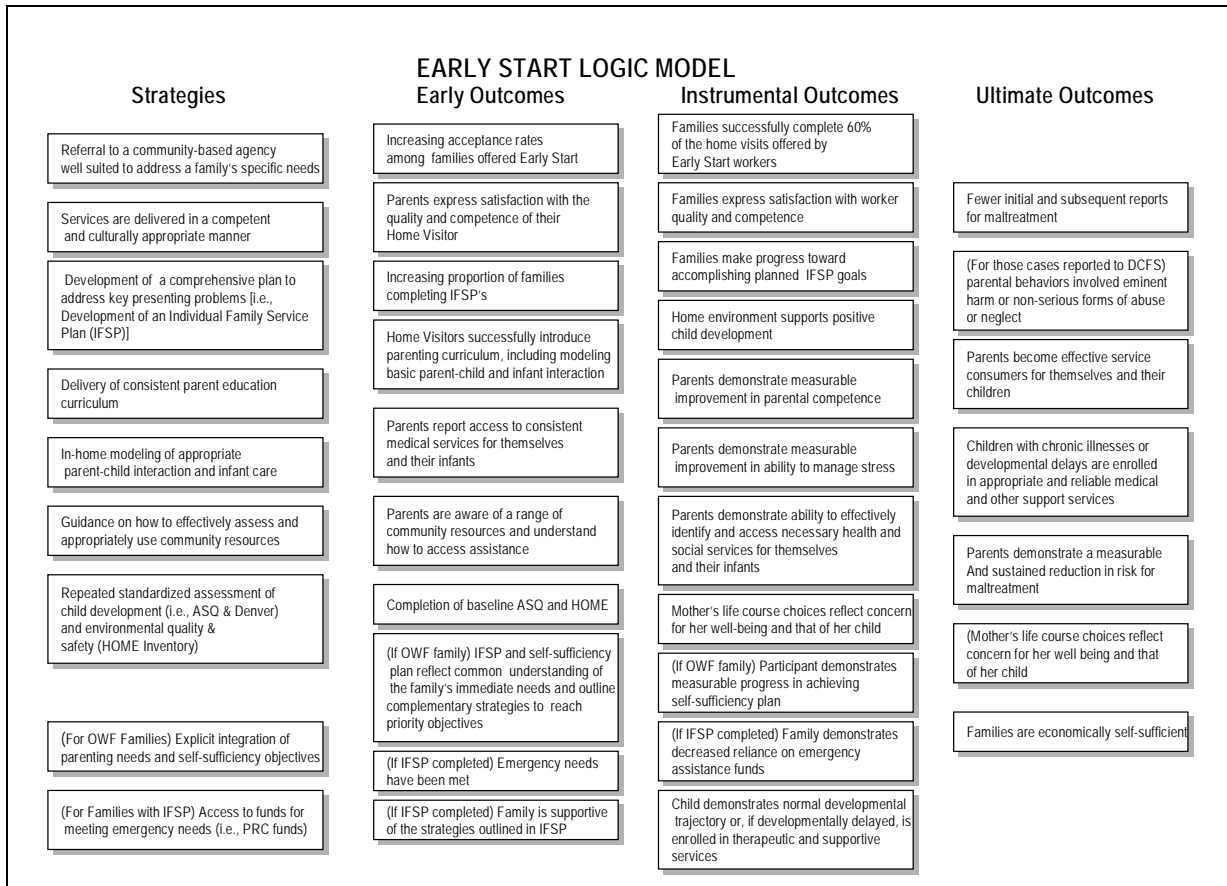 EARLY START LOGIC MODEL
Strategies
Referral to a community-based agency
well suited to address a family's specific needs
Services are delivered in a competent
and culturally appropriate manner
Development of a comprehensive plan to
address key presenting problems [i.e.,
Development of an Individual Family Service
Plan (IFSP)]
Delivery of consistent parent education
curriculum
In-home modeling of appropriate
parent-child interaction and infant care
Guidance on how to effectively assess and
appropriately use community resources
Repeated standardized assessment of
child development (i.e., ASQ & Denver)
and environmental quality &
safety (HOME Inventory)
(For OWF Families) Explicit integration of
parenting needs and self-sufficiency objectives
(For Families with IFSP) Access to funds for
meeting emergency needs (i.e., PRC funds)
Early Outcomes
Increasing acceptance rates
among families offered Early Start
Parents express satisfaction with the
quality and competence of their
Home Visitor
Increasing proportion of families
completing IFSP's
Home Visitors successfully introduce
parenting curriculum, including modeling
basic parent-child and infant interaction
Parents report access to consistent
medical services for themselves
and their infants
Parents are aware of a range of
community resources and understand
how to access assistance
Completion of baseline ASQ and HOME
(If OWF family) IFSP and self-sufficiency
plan reflect common understanding of
the family's immediate needs and outline
complementary strategies to reach
priority objectives
(If IFSP completed) Emergency needs
have been met
(If IFSP completed) Family is supportive
of the strategies outlined in IFSP
Instrumental Outcomes
Families successfully complete 60%
of the home visits offered by
Early Start workers
Families express satisfaction with worker
quality and competence
Families make progress toward
accomplishing planned IFSP goals
Home environment supports positive
child development
Parents demonstrate measurable
improvement in parental competence
Parents demonstrate measurable
improvement in ability to manage stress
Parents demonstrate ability to effectively
identify and access necessary health and
social services for themselves
and their infants
Mother's life course choices reflect concern
for her well-being and that of her child
(If OWF family) Participant demonstrates
measurable progress in achieving
self-sufficiency plan
(If IFSP completed) Family demonstrates
decreased reliance on emergency
assistance funds
Child demonstrates normal developmental
trajectory or, if developmentally delayed, is
enrolled in therapeutic and supportive
services
Ultimate Outcomes
Fewer initial and subsequent reports
for maltreatment
(For those cases reported to DCFS)
parental behaviors involved eminent
harm or non-serious forms of abuse
or neglect
Parents become effective service
consumers for themselves and their
children
Children with chronic illnesses or
developmental delays are enrolled
in appropriate and reliable medical
and other support services
Parents demonstrate a measurable
And sustained reduction in risk for
maltreatment
(Mother's life course choices reflect
concern for her well being and that
of her child
Families are economically self-sufficient